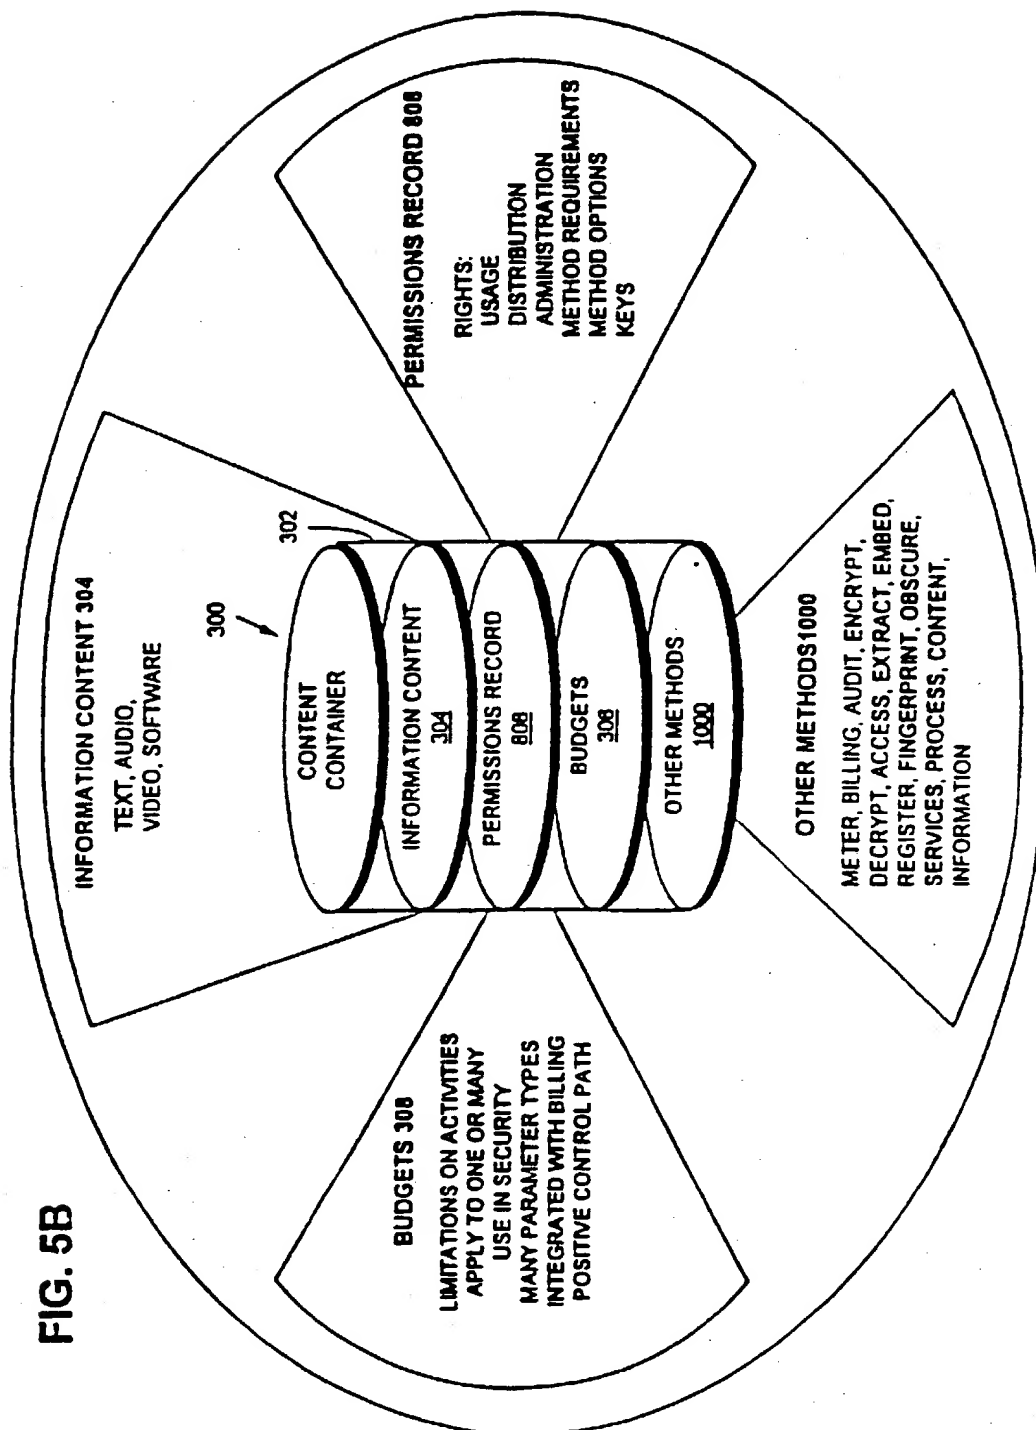 FIG. 5B
INFORMATION CONTENT 304
TEXT, AUDIO,
VIDEO, SOFTWARE
BUDGETS 308
LIMITATIONS ON ACTIVITIES
APPLY TO ONE OR MANY
USE IN SECURITY
MANY PARAMETER TYPES
INTEGRATED WITH BILLING
POSITIVE CONTROL PATH
300
302
CONTENT
CONTAINER
INFORMATION CONTENT
304
PERMISSIONS RECORD
808
BUDGETS
308
OTHER METHODS
1000
PERMISSIONS RECORD 808
RIGHTS:
USAGE
DISTRIBUTION
ADMINISTRATION
METHOD REQUIREMENTS
METHOD OPTIONS
KEYS
OTHER METHODS1000
METER, BILLING, AUDIT, ENCRYPT,
DECRYPT, ACCESS, EXTRACT, EMBED,
REGISTER, FINGERPRINT, OBSCURE,
SERVICES, PROCESS, CONTENT,
INFORMATION